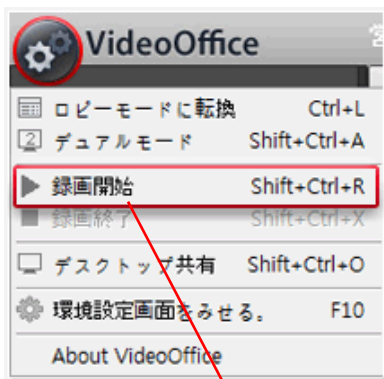 VideoOffice
ロビーモードに転換 Ctrl+L
デュアルモード Shift+Ctrl+A
録画開始 Shift+Ctrl+R
録画終了 Shift+Ctrl+X
デスクトップ共有 Shift+Ctrl+O
環境設定画面をみせる。 F10
About VideoOffice